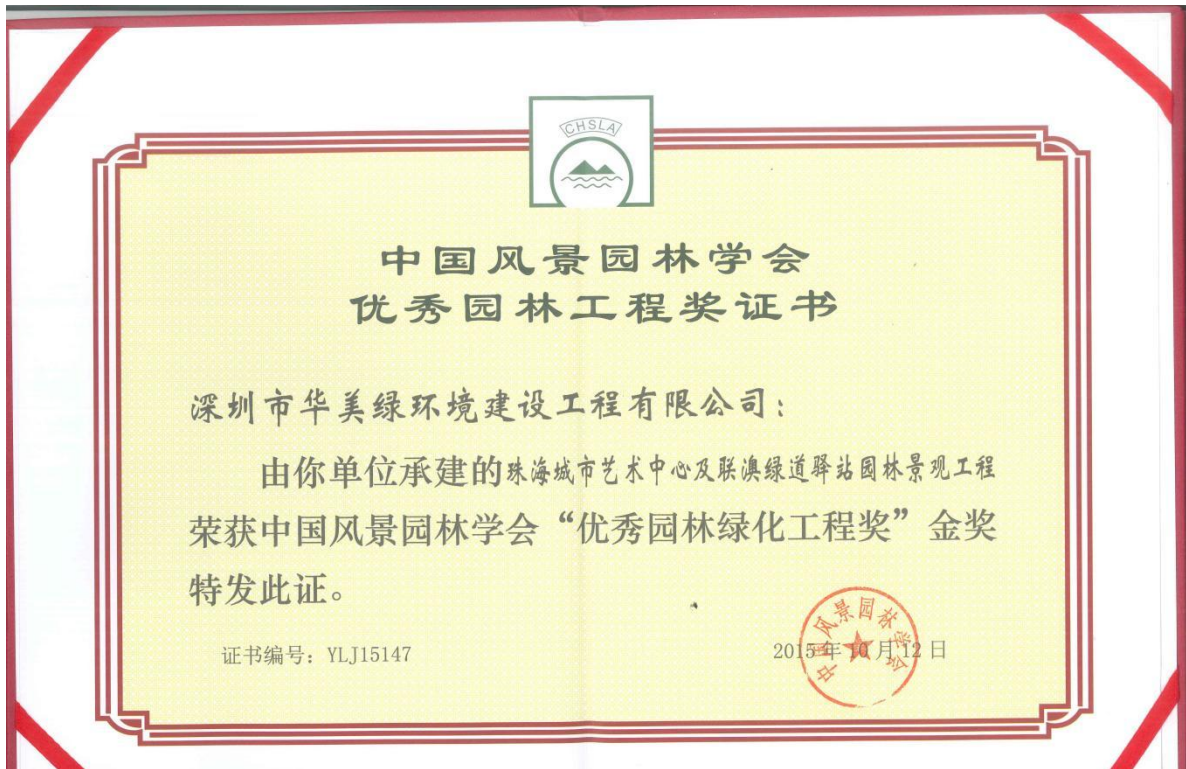 CHSLA
中国风景园林学会
优秀园林工程奖证书
深圳市华美绿环境建设工程有限公司：
由你单位承建的珠海城市艺术中心及联澳绿道驿站园林景观工程
荣获中国风景园林学会“优秀园林绿化工程奖”金奖
特发此证。
证书编号：YLJ15147
2015年10月12日
中国风景园林学会